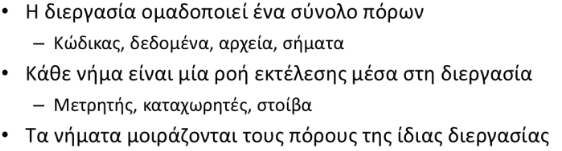 • Η διεργασία ομαδοποιεί ένα σύνολο πόρων
– Κώδικας, δεδομένα, αρχεία, σήματα
• Κάθε νήμα είναι μία ροή εκτέλεσης μέσα στη διεργασία
– Μετρητής, καταχωρητές, στοίβα
• Τα νήματα μοιράζονται τους πόρους της ίδιας διεργασίας